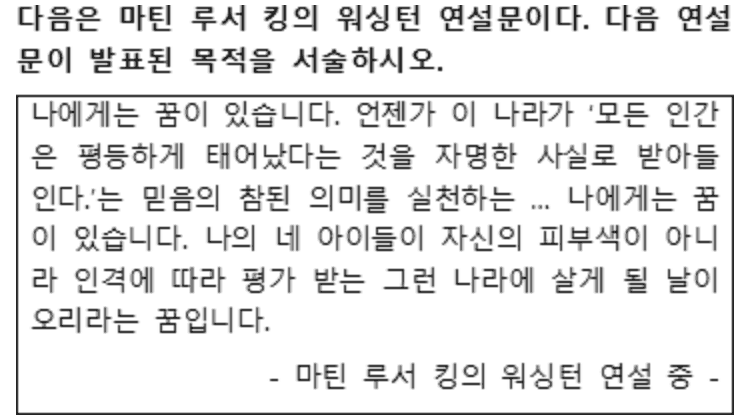 다음은 마틴 루서 킹의 워싱턴 연설문이다. 다음 연설
문이 발표된 목적을 서술하시오.
나에게는 꿈이 있습니다. 언젠가 이 나라가 '모든 인간
은 평등하게 태어났다는 것을 자명한 사실로 받아들
인다.'는 믿음의 참된 의미를 실천하는 ... 나에게는 꿈
이 있습니다. 나의 네 아이들이 자신의 피부색이 아니
라 인격에 따라 평가 받는 그런 나라에 살게 될 날이
오리라는 꿈입니다.
- 마틴 루서 킹의 워싱턴 연설 중 -